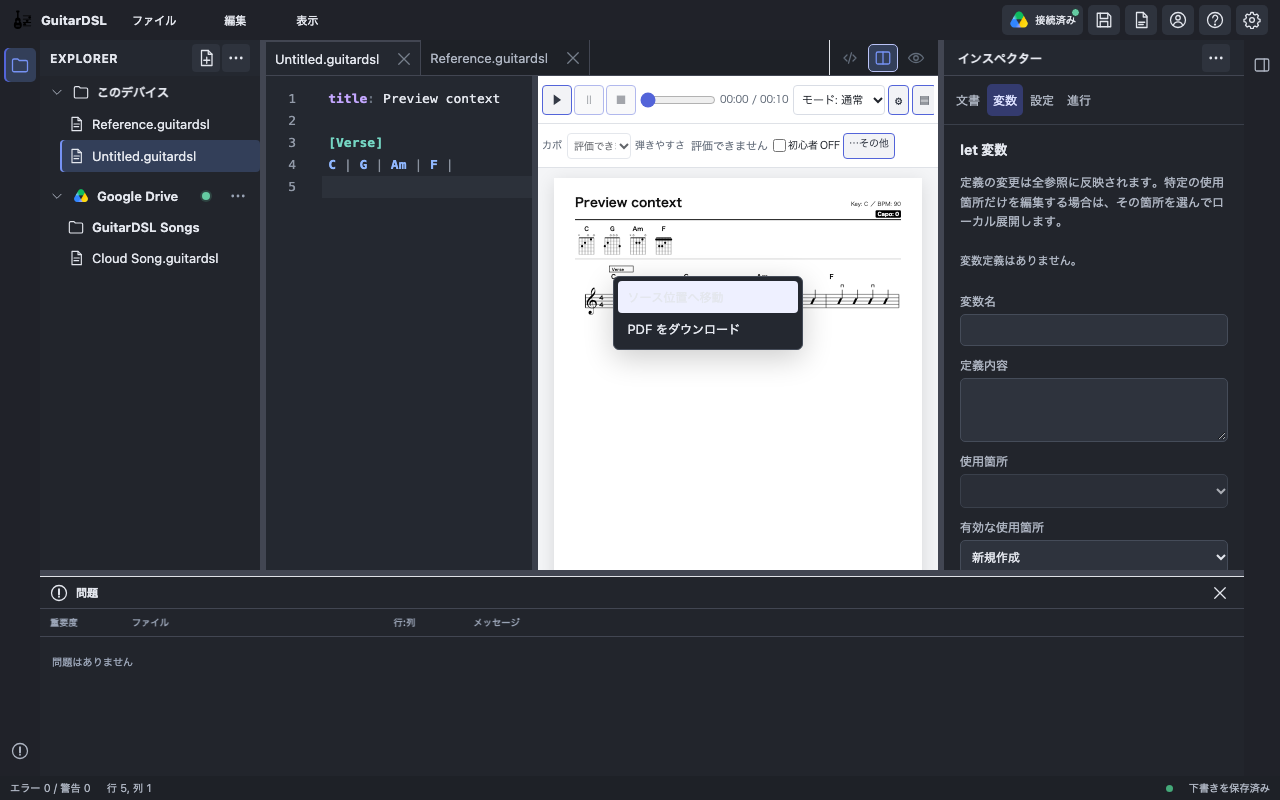 GuitarDSL ファイル 編集 表示 接続済み
EXPLORER
このデバイス
Reference.guitardsl
Untitled.guitardsl
Google Drive
GuitarDSL Songs
Cloud Song.guitardsl
Untitled.guitardsl Reference.guitardsl
1 title: Preview context
2
3 [Verse]
4 C | G | Am | F |
5
00:00 / 00:10 モード: 通常
カポ 評価でき 弾きやすさ 評価できません 初心者 OFF …その他
Preview context
Key: C / BPM: 90
Capo: 0
C G Am F
Verse
F
ソース位置へ移動
PDF をダウンロード
インスペクター
文書 変数 設定 進行
let 変数
定義の変更は全参照に反映されます。特定の使用
箇所だけを編集する場合は、その箇所を選んでロ
ーカル展開します。
変数定義はありません。
変数名
定義内容
使用箇所
有効な使用箇所
新規作成
問題
重要度 ファイル 行:列 メッセージ
問題はありません
エラー 0 / 警告 0 行 5, 列 1 下書きを保存済み